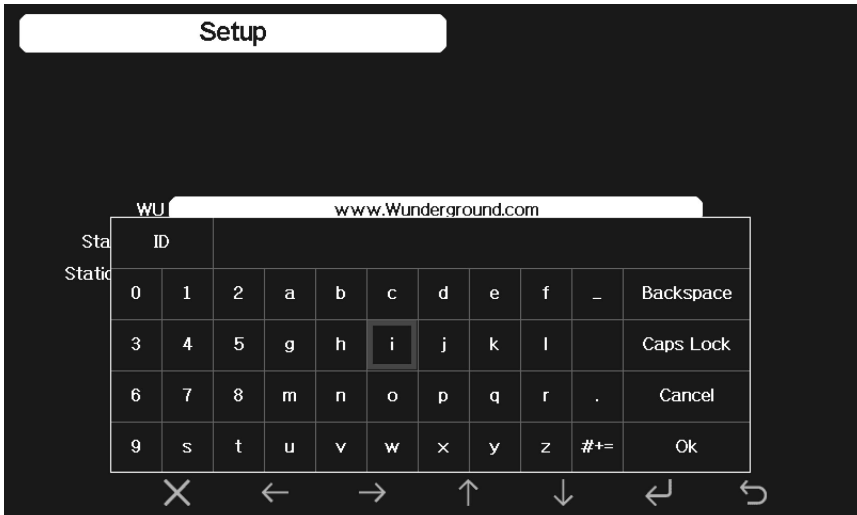 Setup
WU www.Wunderground.com
Sta ID
Static
0 1 2 a b c d e f _ Backspace
3 4 5 g h i j k l Caps Lock
6 7 8 m n o p q r . Cancel
9 s t u v w x y z #+= Ok